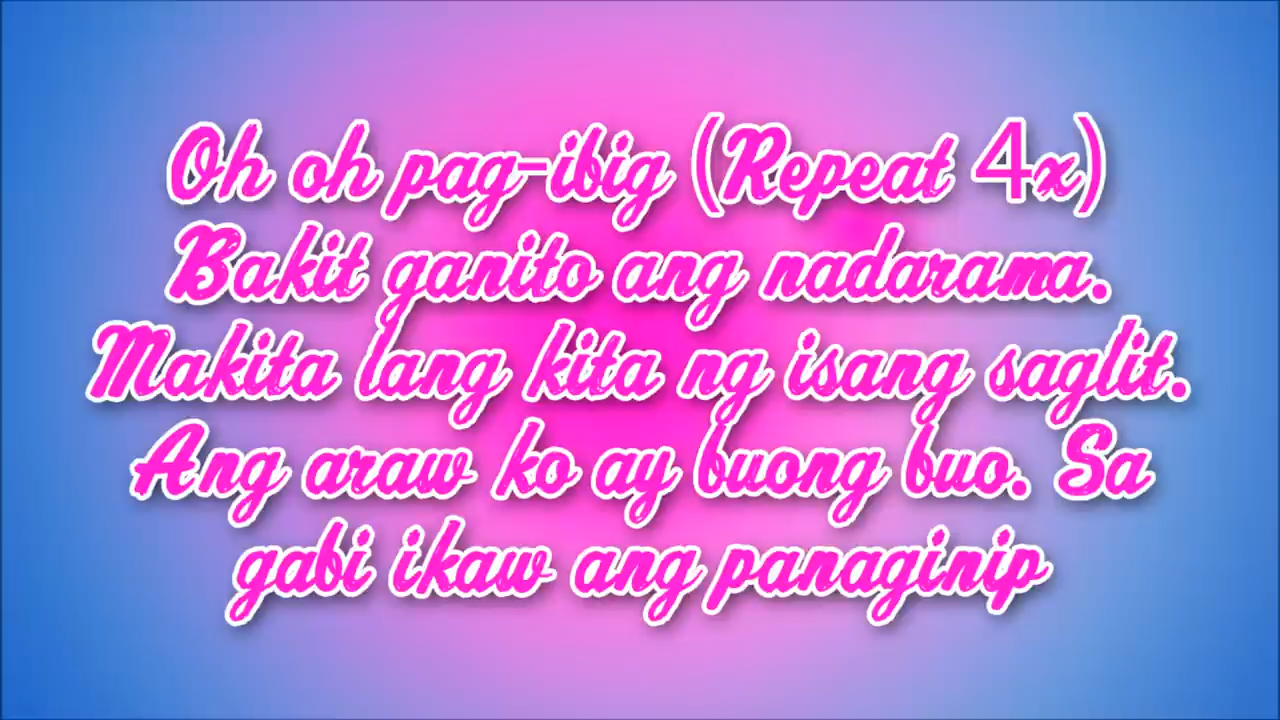 Oh oh pag-ibig (Repeat 4x)
Bakit ganito ang nadarama.
Makita lang kita ng isang saglit.
Ang araw ko ay buong buo. Sa
gabi ikaw ang panaginip